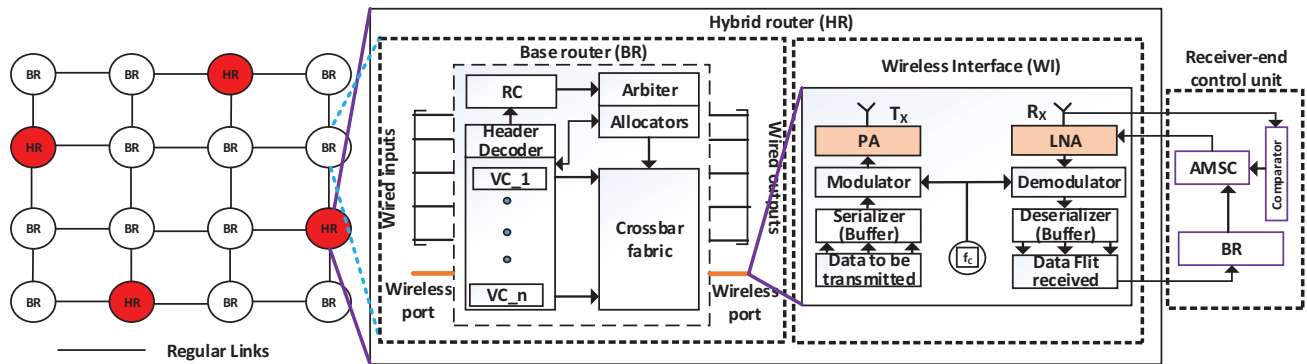 Hybrid router (HR)
BR
BR
HR
BR
HR
BR
BR
BR
BR
BR
BR
HR
BR
HR
BR
BR
Regular Links
Base router (BR)
RC
Arbiter
Allocators
Header
Decoder
VC_1
VC_n
Crossbar
fabric
Wired inputs
Wired outputs
Wireless
port
Wireless
port
Wireless Interface (WI)
TX
RX
PA
LNA
Modulator
Demodulator
Serializer
(Buffer)
Deserializer
(Buffer)
fc
Data to be
transmitted
Data Flit
received
Receiver-end
control unit
AMSC
Comparator
BR